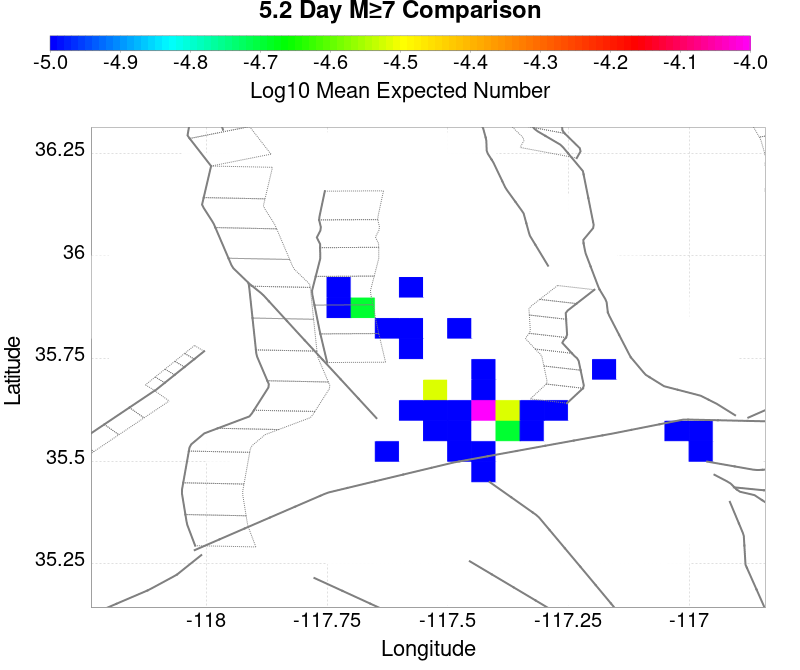 5.2 Day M≥7 Comparison
-5.0 -4.9 -4.8 -4.7 -4.6 -4.5 -4.4 -4.3 -4.2 -4.1 -4.0
Log10 Mean Expected Number
36.25
36
35.75
35.5
35.25
Latitude
-118 -117.75 -117.5 -117.25 -117
Longitude